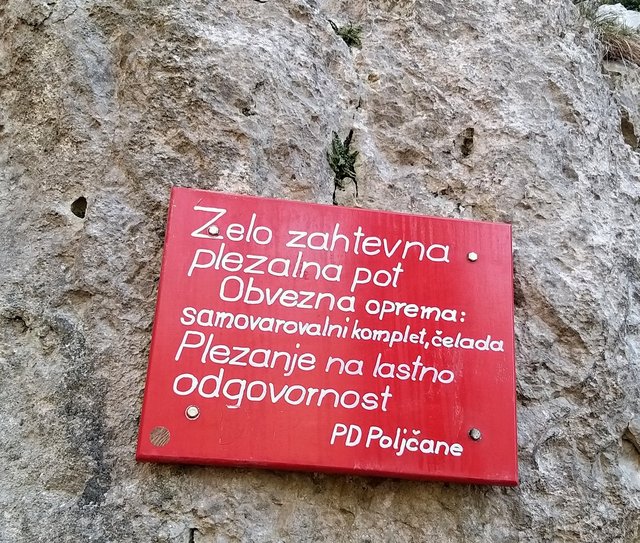 Zelo zahtevna
plezalna pot
Obvezna oprema:
samovarovalni komplet, čelada
Plezanje na lastno
odgovornost
PD Poljčane